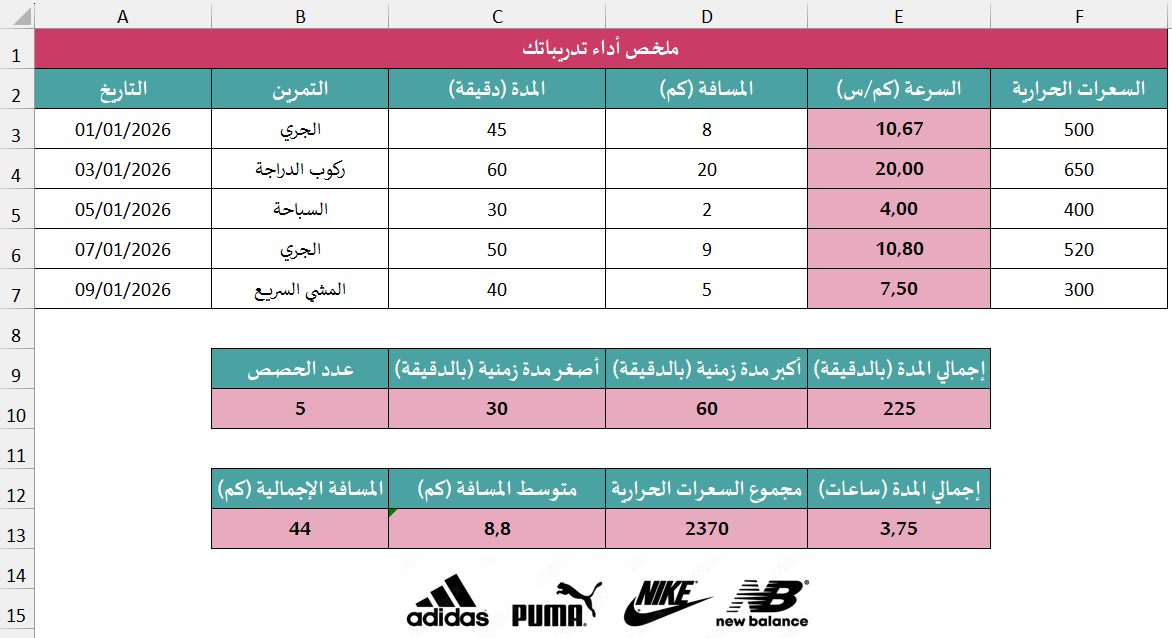 A B C D E F
1 ملخص أداء تدريباتك
2 التاريخ التمرين المدة (دقيقة) المسافة (كم) السرعة (كم/س) السعرات الحرارية
3 01/01/2026 الجري 45 8 10,67 500
4 03/01/2026 ركوب الدراجة 60 20 20,00 650
5 05/01/2026 السباحة 30 2 4,00 400
6 07/01/2026 الجري 50 9 10,80 520
7 09/01/2026 المشي السريع 40 5 7,50 300
8
9 عدد الحصص أصغر مدة زمنية (بالدقيقة) أكبر مدة زمنية (بالدقيقة) إجمالي المدة (بالدقيقة)
10 5 30 60 225
11
12 المسافة الإجمالية (كم) متوسط المسافة (كم) مجموع السعرات الحرارية إجمالي المدة (ساعات)
13 44 8,8 2370 3,75
14
15 adidas PUMA NIKE NB new balance